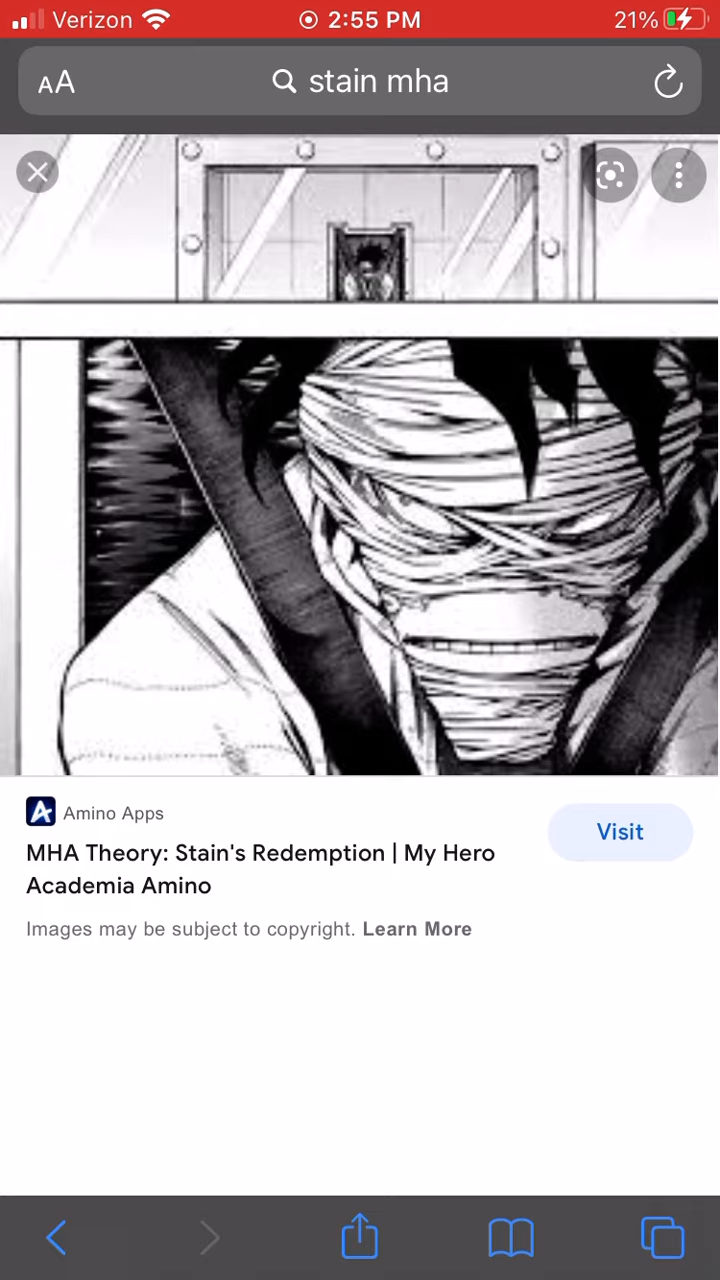 Verizon 2:55 PM 21%
AA stain mha
Amino Apps
Visit
MHA Theory: Stain's Redemption | My Hero
Academia Amino
Images may be subject to copyright. Learn More